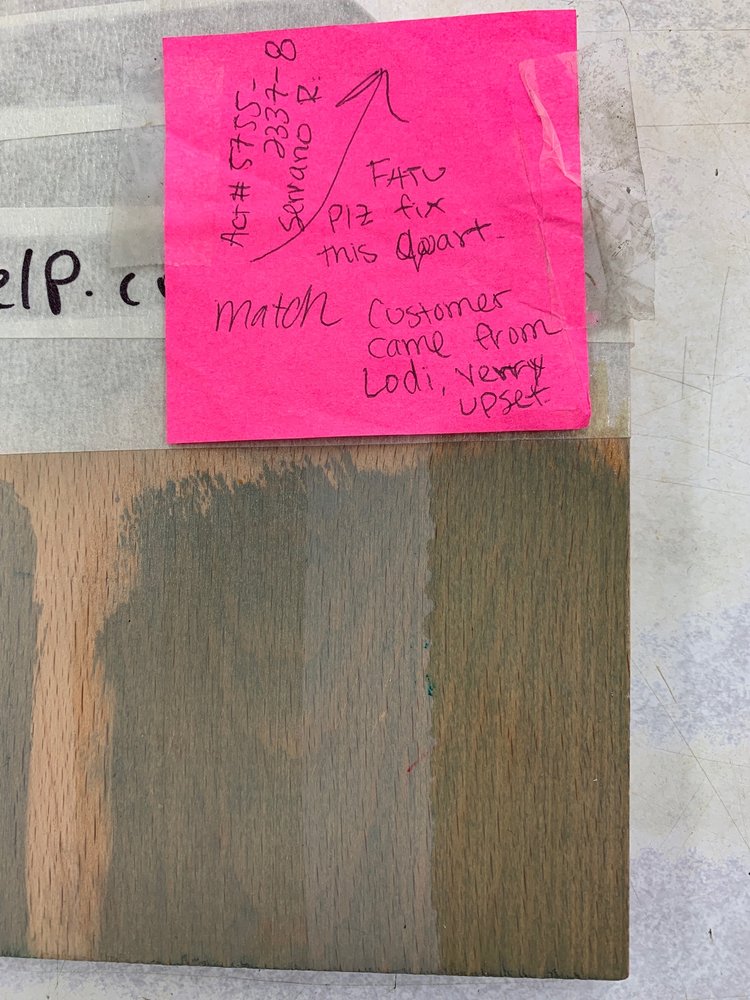 Act# 5755-
2337-8
Serrano R.
FATU
Plz fix
this Quart.
match
Customer
came from
Lodi, verry
upset.
elp. c